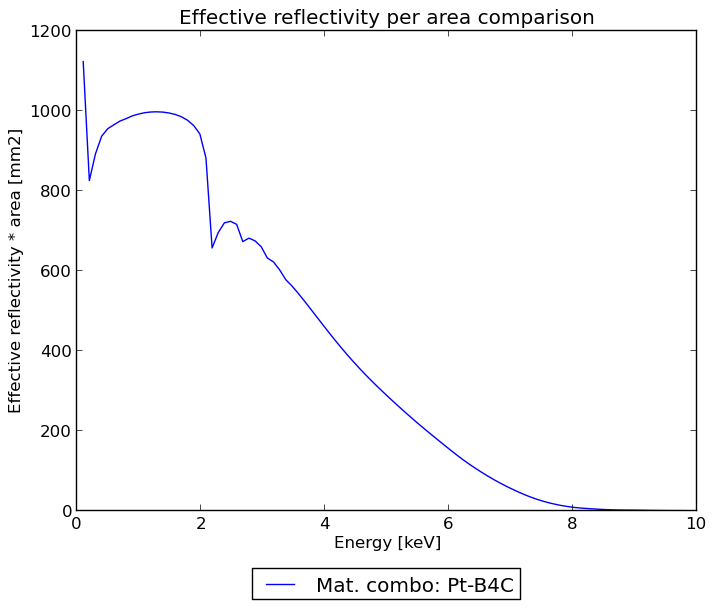 Effective reflectivity per area comparison
Effective reflectivity * area [mm2]
1200
1000
800
600
400
200
0
0 2 4 6 8 10
Energy [keV]
Mat. combo: Pt-B4C